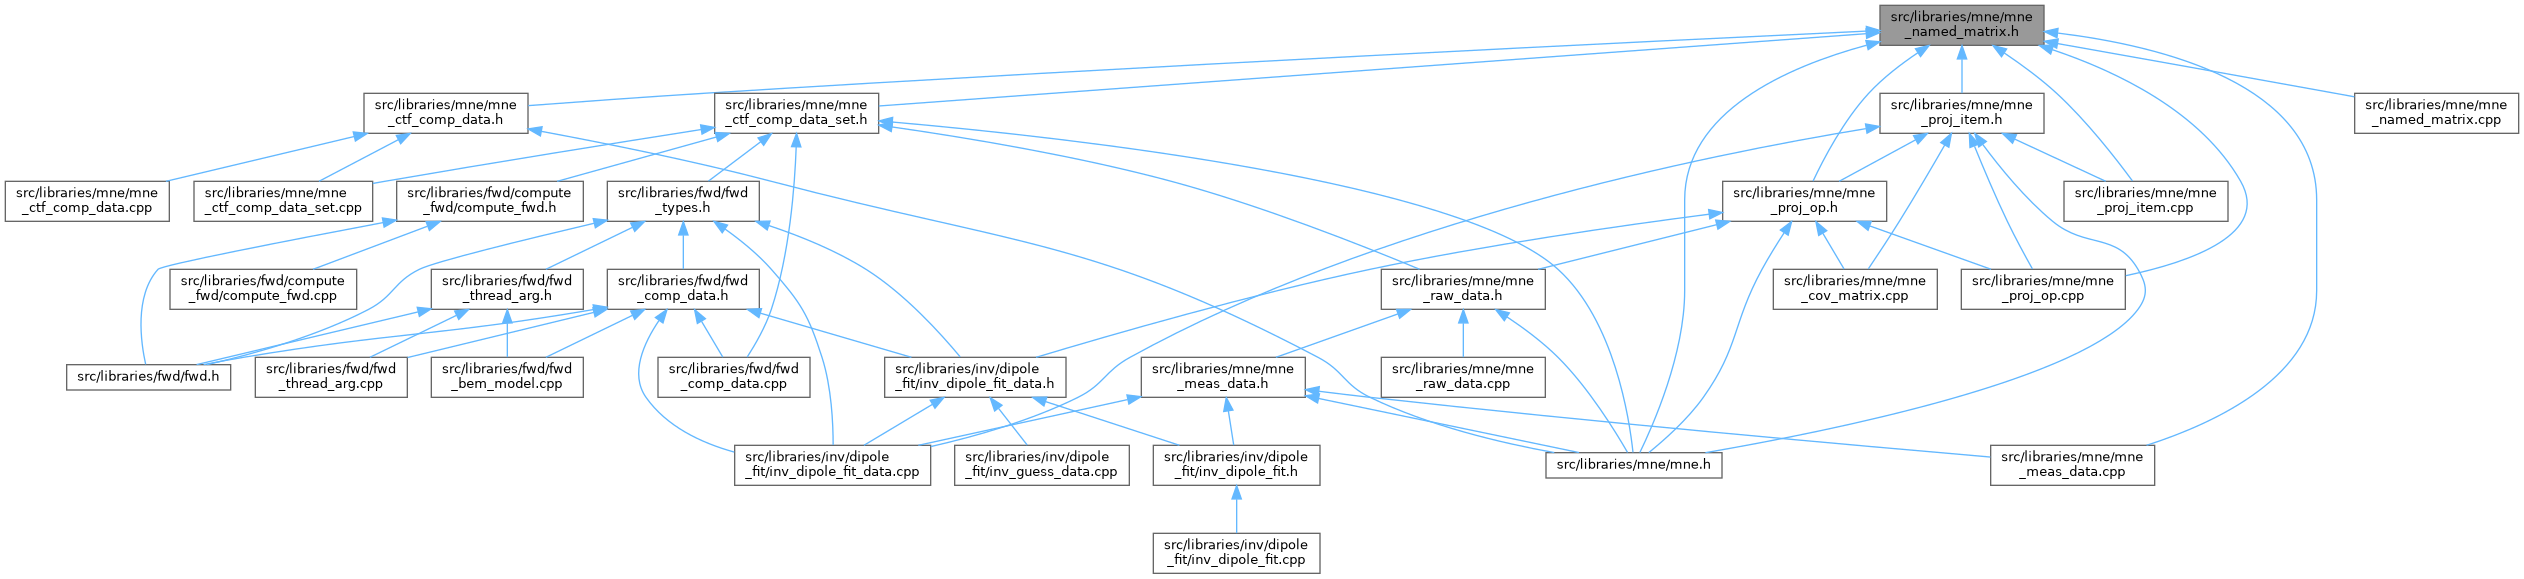 src/libraries/mne/mne
_named_matrix.h
src/libraries/mne/mne
_ctf_comp_data.h
src/libraries/mne/mne
_ctf_comp_data_set.h
src/libraries/mne/mne
_proj_item.h
src/libraries/mne/mne
_named_matrix.cpp
src/libraries/mne/mne
_ctf_comp_data.cpp
src/libraries/mne/mne
_ctf_comp_data_set.cpp
src/libraries/fwd/compute
_fwd/compute_fwd.h
src/libraries/fwd/fwd
_types.h
src/libraries/mne/mne
_proj_op.h
src/libraries/mne/mne
_proj_item.cpp
src/libraries/fwd/compute
_fwd/compute_fwd.cpp
src/libraries/fwd/fwd
_thread_arg.h
src/libraries/fwd/fwd
_comp_data.h
src/libraries/mne/mne
_raw_data.h
src/libraries/mne/mne
_cov_matrix.cpp
src/libraries/mne/mne
_proj_op.cpp
src/libraries/fwd/fwd.h
src/libraries/fwd/fwd
_thread_arg.cpp
src/libraries/fwd/fwd
_bem_model.cpp
src/libraries/fwd/fwd
_comp_data.cpp
src/libraries/inv/dipole
_fit/inv_dipole_fit_data.h
src/libraries/mne/mne
_meas_data.h
src/libraries/mne/mne
_raw_data.cpp
src/libraries/inv/dipole
_fit/inv_dipole_fit_data.cpp
src/libraries/inv/dipole
_fit/inv_guess_data.cpp
src/libraries/inv/dipole
_fit/inv_dipole_fit.h
src/libraries/mne/mne.h
src/libraries/mne/mne
_meas_data.cpp
src/libraries/inv/dipole
_fit/inv_dipole_fit.cpp